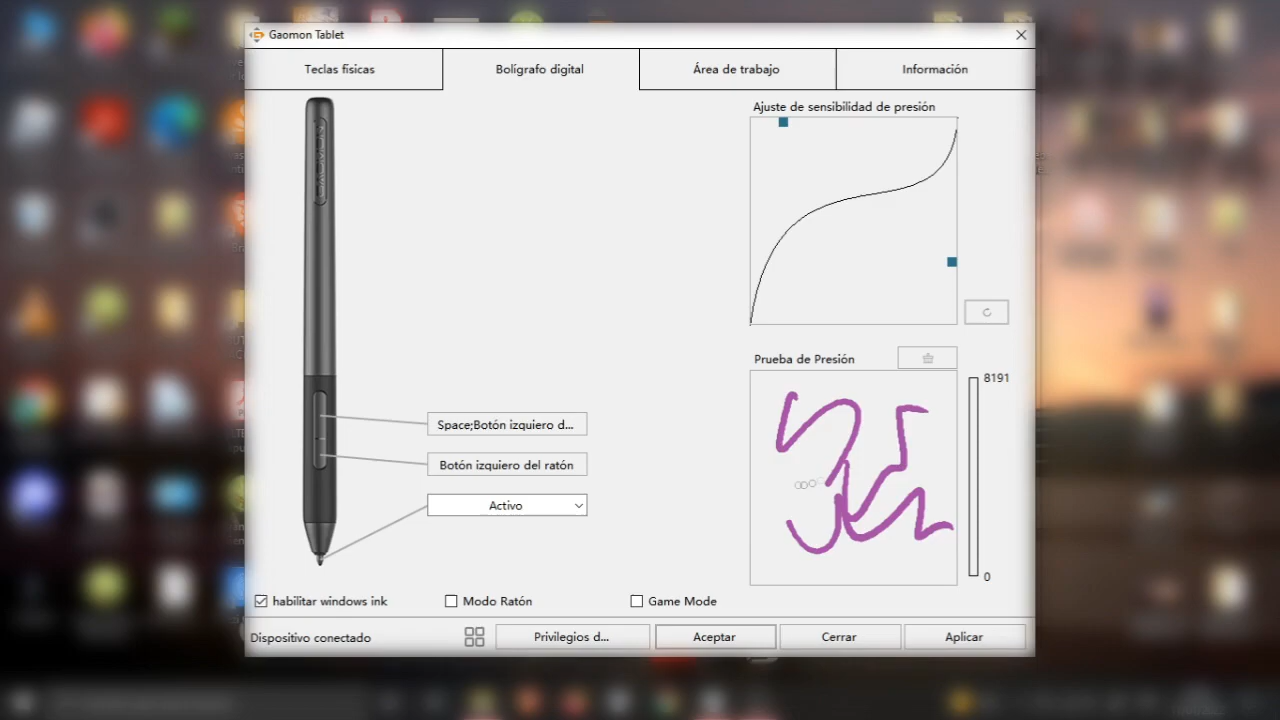 Gaomon Tablet
Teclas fisicas
Bolígrafo digital
Área de trabajo
Información
Ajuste de sensibilidad de presión
Prueba de Presión
8191
0
GAOMON
Space;Botón izquiero d...
Botón izquiero del ratón
Activo
habilitar windows ink
Modo Ratón
Game Mode
Dispositivo conectado
Privilegios d...
Aceptar
Cerrar
Aplicar